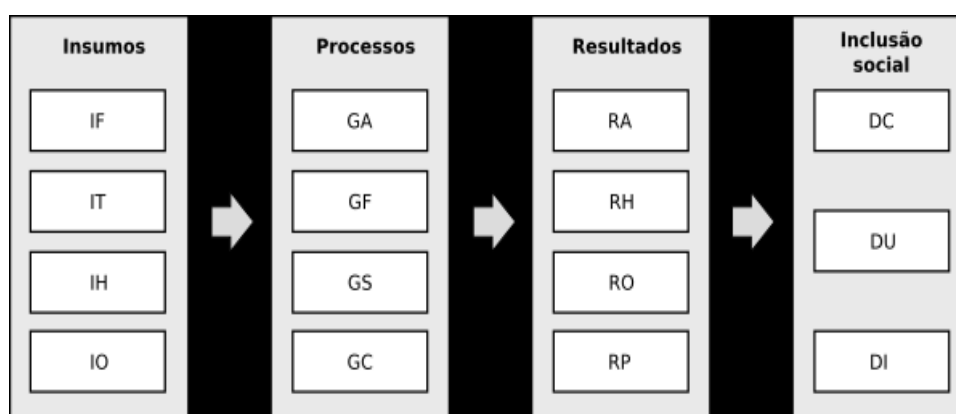 Insumos
IF
IT
IH
IO
Processos
GA
GF
GS
GC
Resultados
RA
RH
RO
RP
Inclusão
social
DC
DU
DI